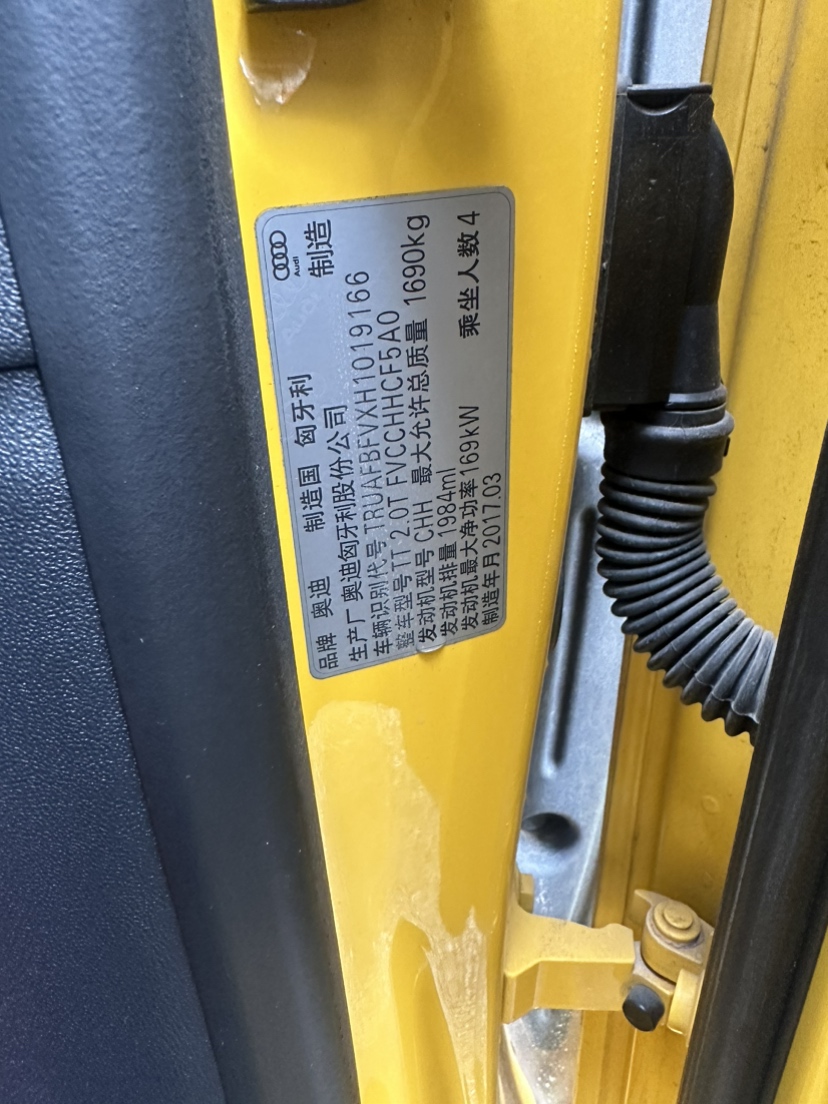 Audi
品牌 奥迪 制造国 匈牙利 制造
生产厂 奥迪匈牙利股份公司
车辆识别代号 TRUAFBFVXH1019166
整车型号 TT 2.0T FVCCHHCF5A0
发动机型号 CHH 最大允许总质量 1690kg
发动机排量 1984ml
发动机最大净功率 169kW 乘坐人数 4
制造年月 2017.03